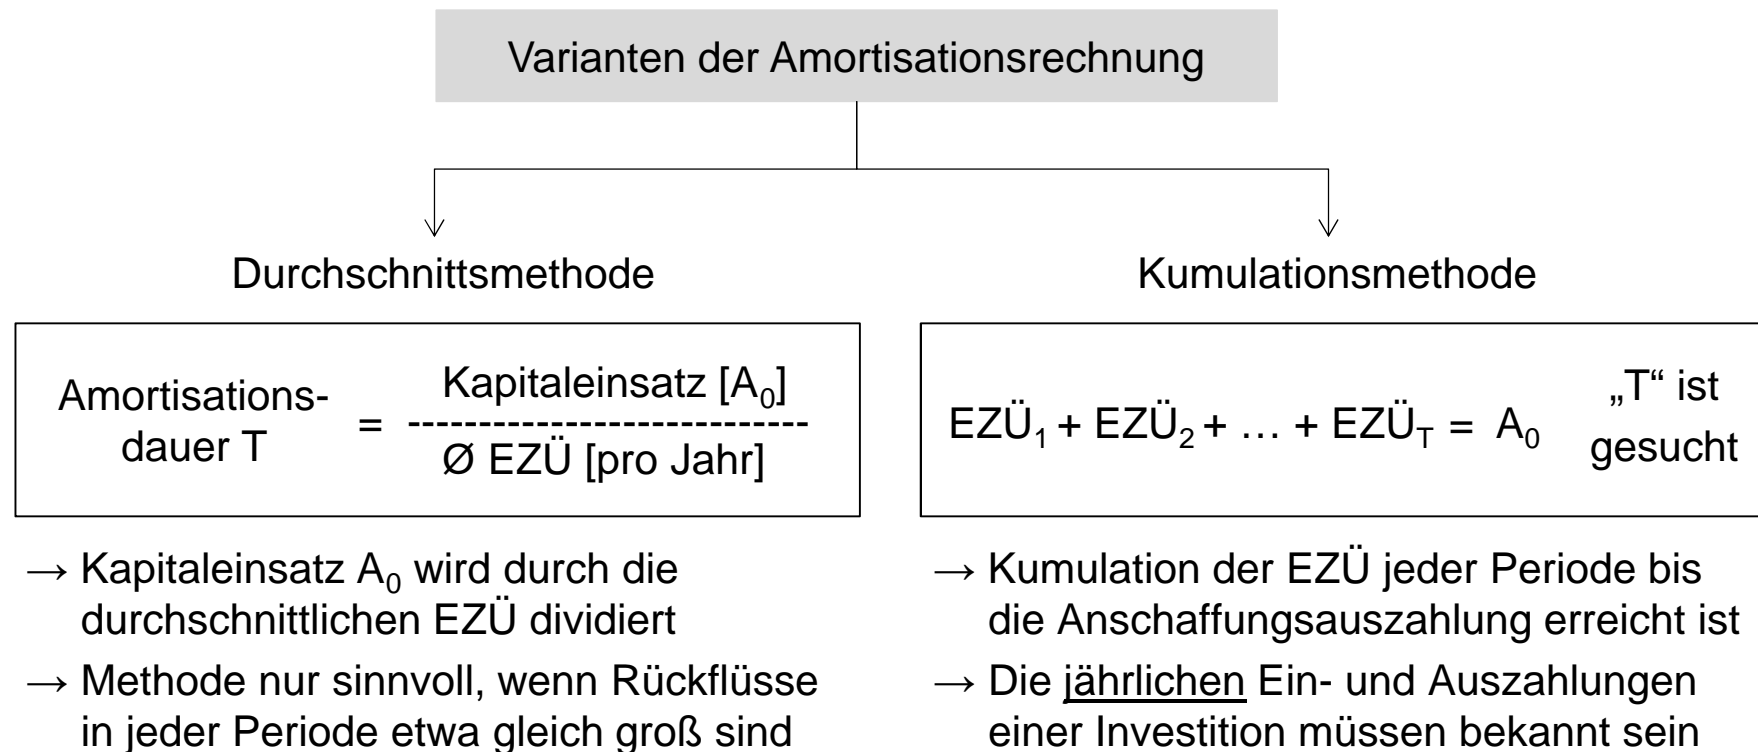 Varianten der Amortisationsrechnung
Durchschnittsmethode
Amortisations-
dauer T
=
Kapitaleinsatz [A₀]
----------------------------
Ø EZÜ [pro Jahr]
→ Kapitaleinsatz A₀ wird durch die
durchschnittlichen EZÜ dividiert
→ Methode nur sinnvoll, wenn Rückflüsse
in jeder Periode etwa gleich groß sind
Kumulationsmethode
EZÜ₁ + EZÜ₂ + … + EZÜ_T = A₀
„T“ ist
gesucht
→ Kumulation der EZÜ jeder Periode bis
die Anschaffungsauszahlung erreicht ist
→ Die jährlichen Ein- und Auszahlungen
einer Investition müssen bekannt sein